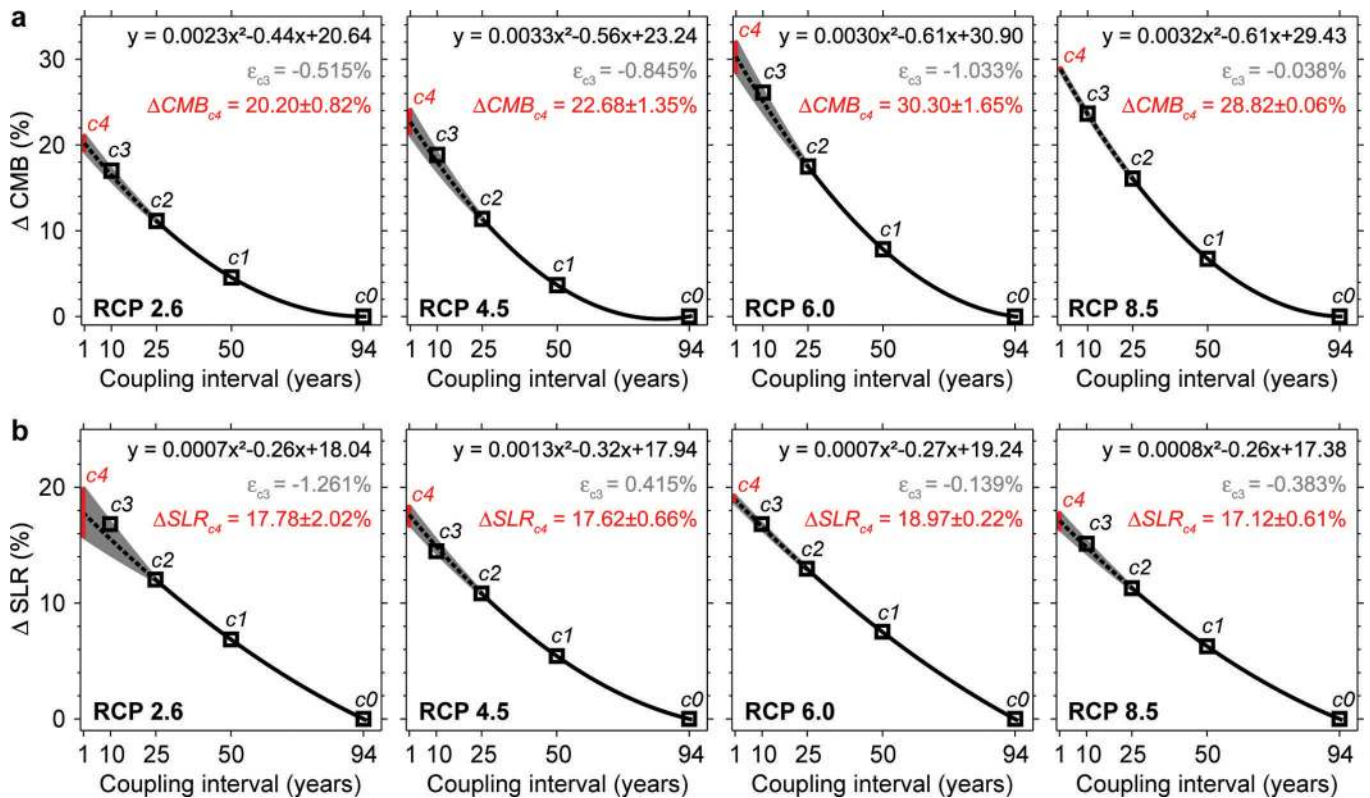 a
y = 0.0023x²-0.44x+20.64
εc3 = -0.515%
ΔCMBc4 = 20.20±0.82%
c4
c3
c2
c1
c0
RCP 2.6
30
20
10
0
Δ CMB (%)
1 10 25 50 94
Coupling interval (years)
y = 0.0033x²-0.56x+23.24
εc3 = -0.845%
ΔCMBc4 = 22.68±1.35%
c4
c3
c2
c1
c0
RCP 4.5
1 10 25 50 94
Coupling interval (years)
y = 0.0030x²-0.61x+30.90
εc3 = -1.033%
ΔCMBc4 = 30.30±1.65%
c4
c3
c2
c1
c0
RCP 6.0
1 10 25 50 94
Coupling interval (years)
y = 0.0032x²-0.61x+29.43
εc3 = -0.038%
ΔCMBc4 = 28.82±0.06%
c4
c3
c2
c1
c0
RCP 8.5
1 10 25 50 94
Coupling interval (years)
b
y = 0.0007x²-0.26x+18.04
εc3 = -1.261%
ΔSLRc4 = 17.78±2.02%
c4
c3
c2
c1
c0
RCP 2.6
20
10
0
Δ SLR (%)
1 10 25 50 94
Coupling interval (years)
y = 0.0013x²-0.32x+17.94
εc3 = 0.415%
ΔSLRc4 = 17.62±0.66%
c4
c3
c2
c1
c0
RCP 4.5
1 10 25 50 94
Coupling interval (years)
y = 0.0007x²-0.27x+19.24
εc3 = -0.139%
ΔSLRc4 = 18.97±0.22%
c4
c3
c2
c1
c0
RCP 6.0
1 10 25 50 94
Coupling interval (years)
y = 0.0008x²-0.26x+17.38
εc3 = -0.383%
ΔSLRc4 = 17.12±0.61%
c4
c3
c2
c1
c0
RCP 8.5
1 10 25 50 94
Coupling interval (years)